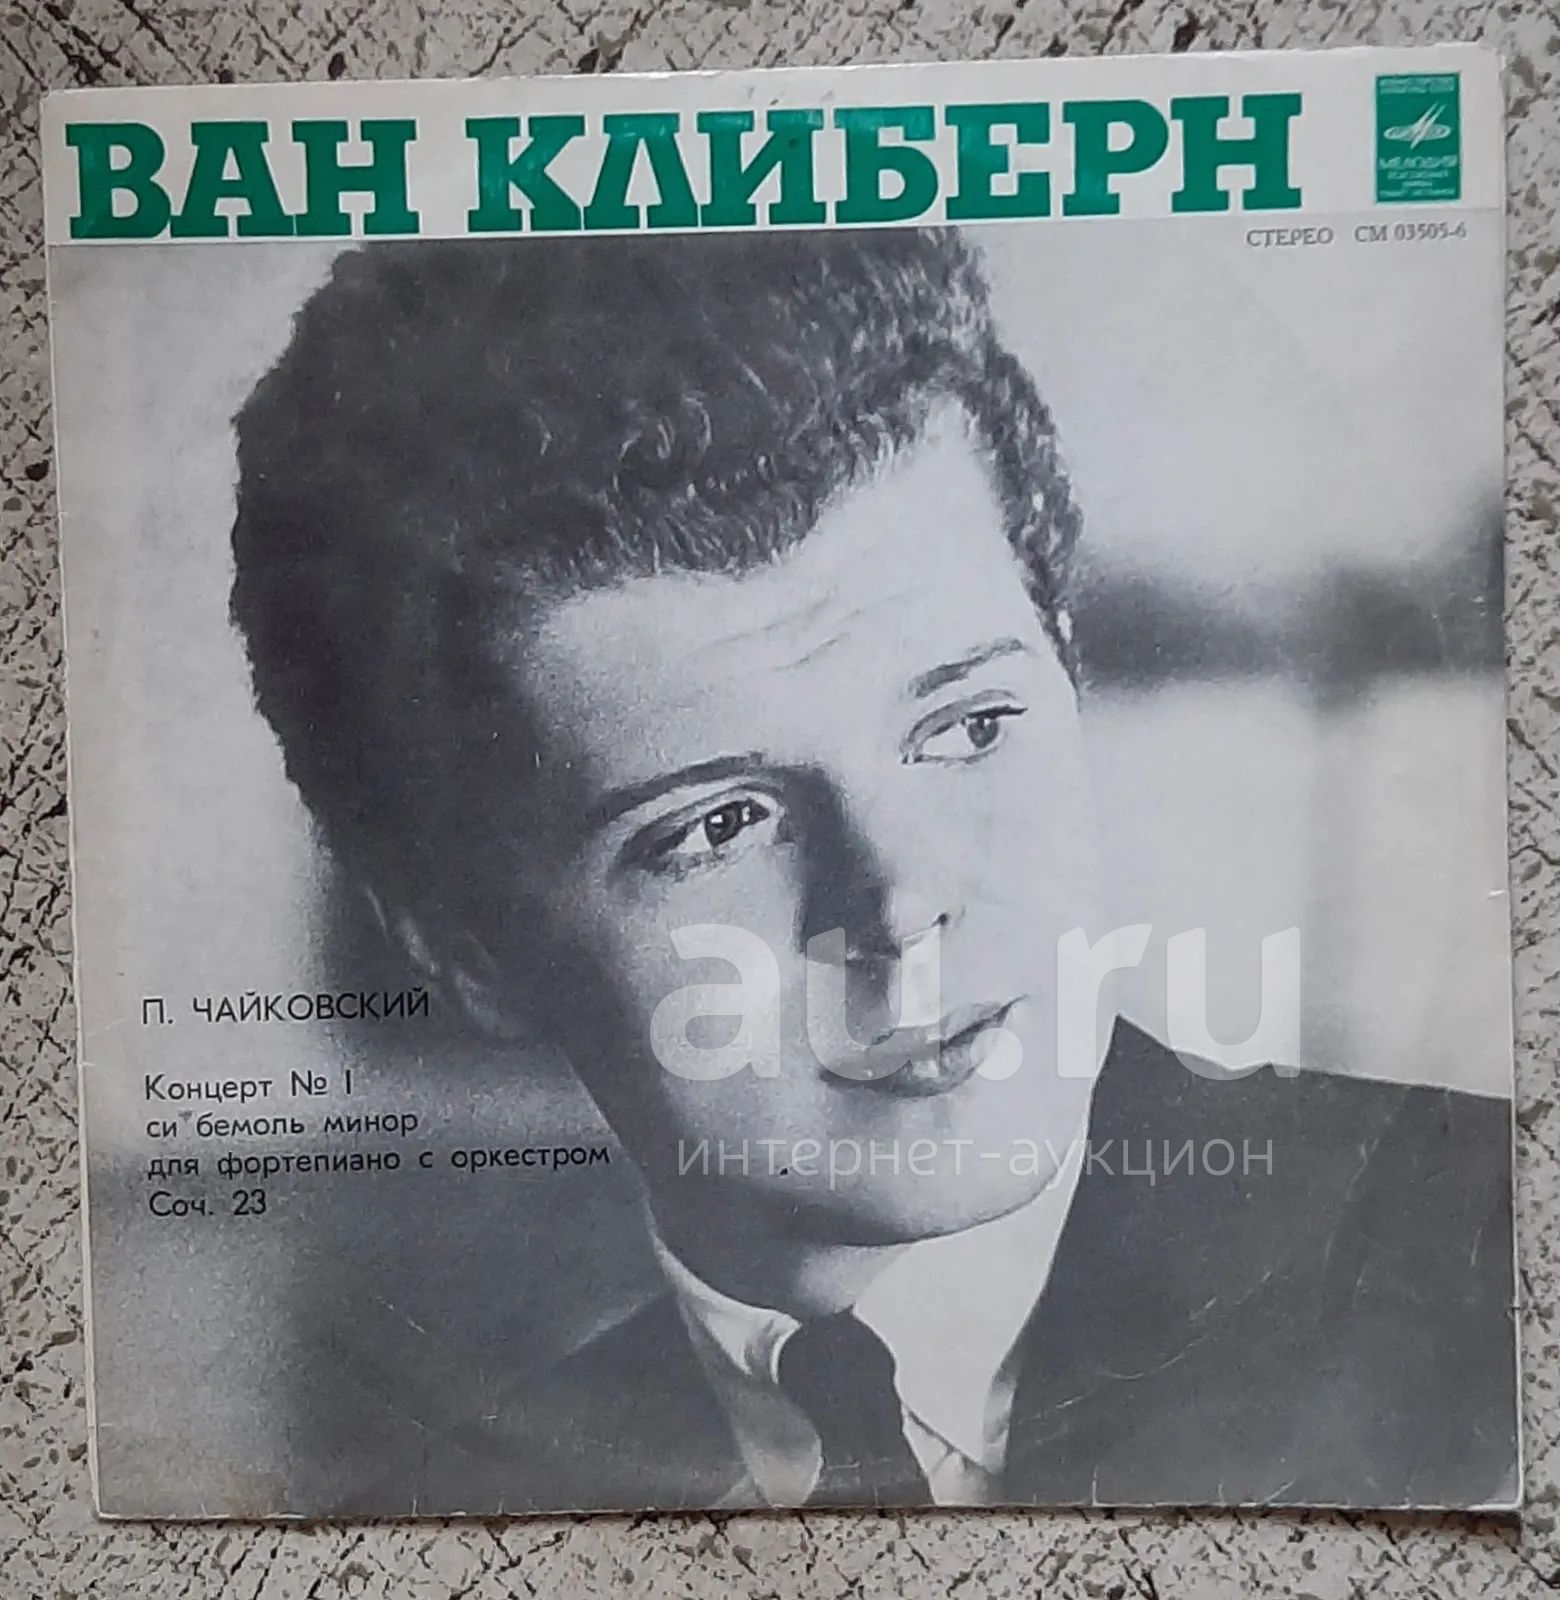 ВАН КЛИБЕРН
МЕЛОДИЯ
СТЕРЕО СМ 03505-6
П. ЧАЙКОВСКИЙ
Концерт № I
си бемоль минор
для фортепиано с оркестром
Соч. 23
au.ru
интернет-аукцион